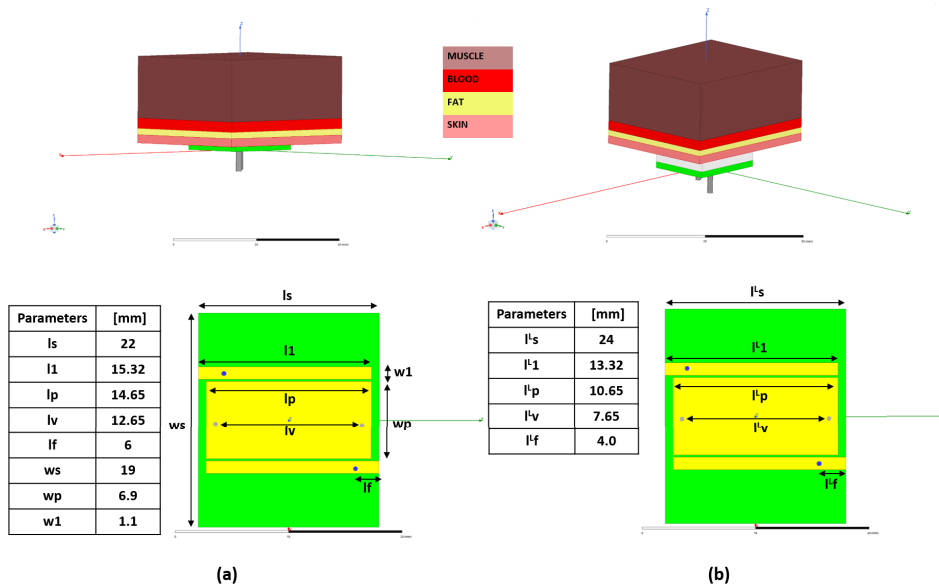 MUSCLE
BLOOD
FAT
SKIN
Parameters [mm]
ls 22
l1 15.32
lp 14.65
lv 12.65
lf 6
ws 19
wp 6.9
w1 1.1
ls
l1
w1
lp
ws
lv
wp
lf
(a)
Parameters [mm]
lᴸs 24
lᴸ1 13.32
lᴸp 10.65
lᴸv 7.65
lᴸf 4.0
lᴸs
lᴸ1
lᴸp
lᴸv
lᴸf
(b)